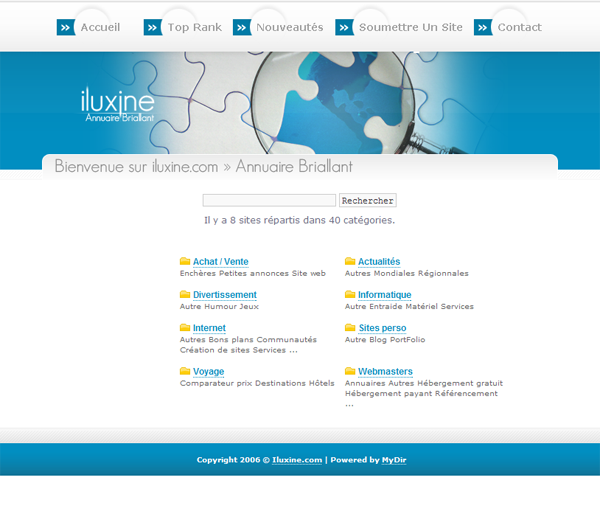 Accueil Top Rank Nouveautés Soumettre Un Site Contact
iluxine
Annuaire Briallant
Bienvenue sur iluxine.com » Annuaire Briallant
Rechercher
Il y a 8 sites répartis dans 40 catégories.
Achat / Vente
Enchères Petites annonces Site web
Actualités
Autres Mondiales Régionnales
Divertissement
Autre Humour Jeux
Informatique
Autre Entraide Matériel Services
Internet
Autres Bons plans Communautés
Création de sites Services ...
Sites perso
Autre Blog PortFolio
Voyage
Comparateur prix Destinations Hôtels
Webmasters
Annuaires Autres Hébergement gratuit
Hébergement payant Référencement
...
Copyright 2006 © Iluxine.com | Powered by MyDir